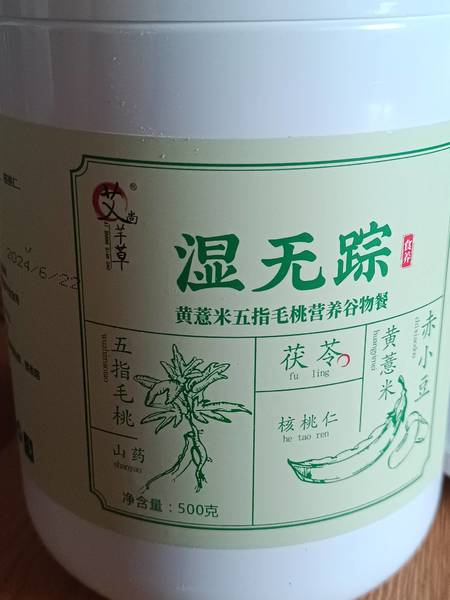 艾尚芊草
®
2024/6/22
湿无踪
食养
黄薏米五指毛桃营养谷物餐
五指毛桃
wuzhimaotao
山药
shanyao
茯苓
fu ling
核桃仁
he tao ren
黄薏米
huangyimi
赤小豆
chixiaodou
净含量：500克